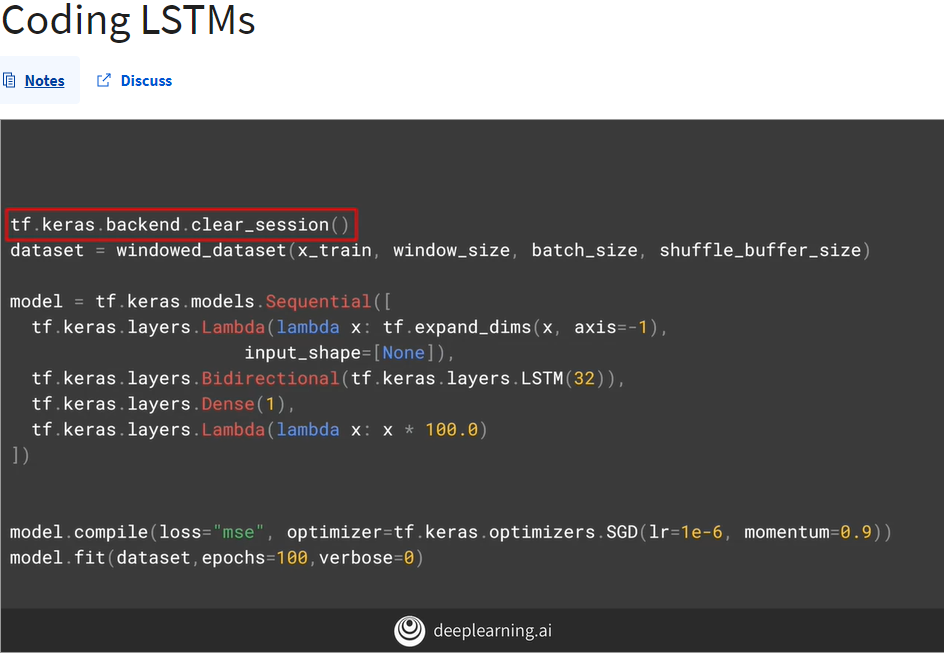 Coding LSTMs
Notes
Discuss
tf.keras.backend.clear_session()
dataset = windowed_dataset(x_train, window_size, batch_size, shuffle_buffer_size)
model = tf.keras.models.Sequential([
  tf.keras.layers.Lambda(lambda x: tf.expand_dims(x, axis=-1),
                      input_shape=[None]),
  tf.keras.layers.Bidirectional(tf.keras.layers.LSTM(32)),
  tf.keras.layers.Dense(1),
  tf.keras.layers.Lambda(lambda x: x * 100.0)
])
model.compile(loss="mse", optimizer=tf.keras.optimizers.SGD(lr=1e-6, momentum=0.9))
model.fit(dataset,epochs=100,verbose=0)
deeplearning.ai